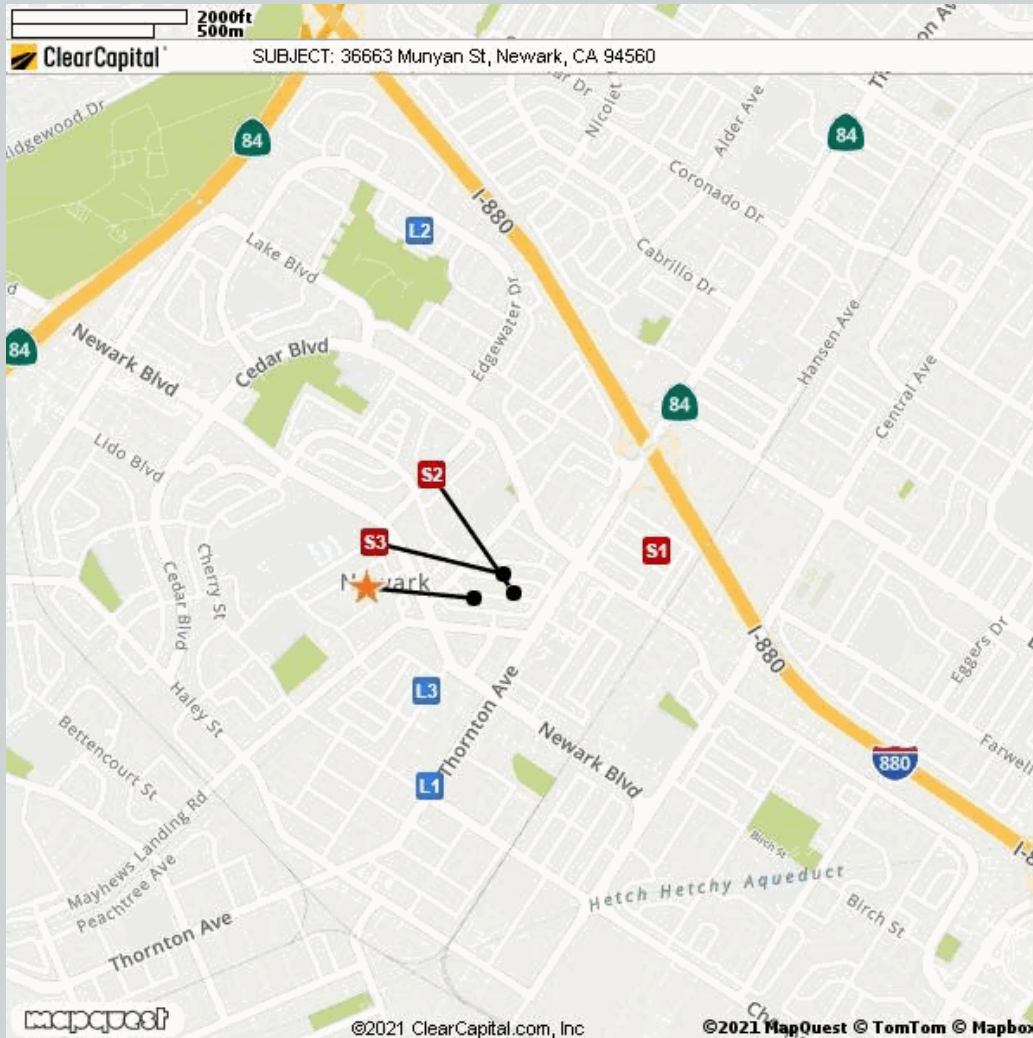 2000ft
500m
ClearCapital
SUBJECT: 36663 Munyan St, Newark, CA 94560
84
84
Nicolet
Alder Ave
Coronado Dr
I-880
L2
Lake Blvd
Cabrillo Dr
Edgewater Dr
Hansen Ave
84
Newark Blvd
Cedar Blvd
84
Central Ave
Lido Blvd
S2
S3
S1
Cherry St
Cedar Blvd
Newark
I-880
Eggers Dr
L3
Haley St
Thornton Ave
Newark Blvd
Bettencourt St
880
Farwell
L1
Mayhews Landing Rd
Peachtree Ave
Birch St
Hetch Hetchy Aqueduct
Birch St
Thornton Ave
mapquest
©2021 ClearCapital.com, Inc
©2021 MapQuest © TomTom © Mapbox